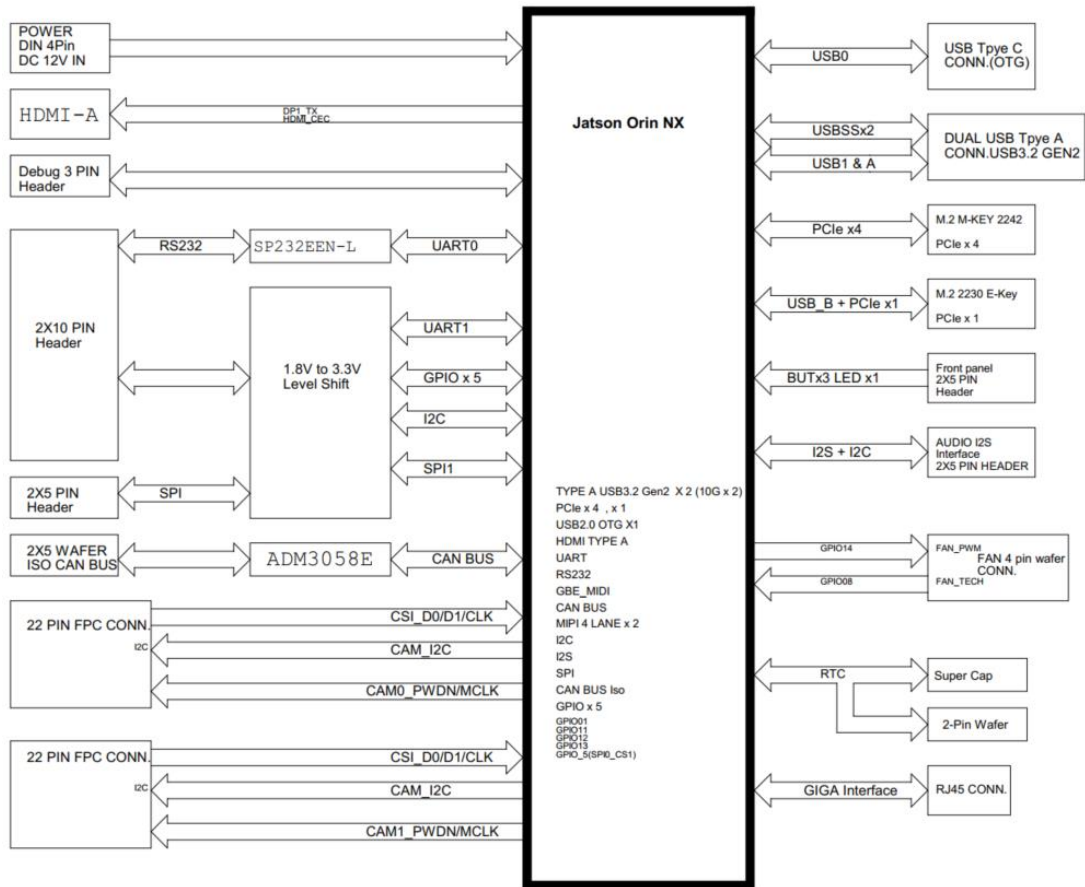 POWER
DIN 4Pin
DC 12V IN
HDMI-A
DP1_TX
HDMI_CEC
Debug 3 PIN
Header
2X10 PIN
Header
RS232
SP232EEN-L
UART0
1.8V to 3.3V
Level Shift
UART1
GPIO x 5
I2C
SPI1
2X5 PIN
Header
SPI
2X5 WAFER
ISO CAN BUS
ADM3058E
CAN BUS
22 PIN FPC CONN.
I2C
CSI_D0/D1/CLK
CAM_I2C
CAM0_PWDN/MCLK
22 PIN FPC CONN.
I2C
CSI_D0/D1/CLK
CAM_I2C
CAM1_PWDN/MCLK
Jatson Orin NX
TYPE A USB3.2 Gen2 X 2 (10G x 2)
PCIe x 4 , x 1
USB2.0 OTG X1
HDMI TYPE A
UART
RS232
GBE_MIDI
CAN BUS
MIPI 4 LANE x 2
I2C
I2S
SPI
CAN BUS Iso
GPIO x 5
GPIO01
GPIO11
GPIO12
GPIO13
GPIO_5(SPI0_CS1)
USB0
USB Tpye C
CONN.(OTG)
USBSSx2
USB1 & A
DUAL USB Tpye A
CONN.USB3.2 GEN2
PCIe x4
M.2 M-KEY 2242
PCIe x 4
USB_B + PCIe x1
M.2 2230 E-Key
PCIe x 1
BUTx3 LED x1
Front panel
2X5 PIN
Header
I2S + I2C
AUDIO I2S
Interface
2X5 PIN HEADER
GPIO14
GPIO08
FAN_PWM
FAN 4 pin wafer
CONN.
FAN_TECH
RTC
Super Cap
2-Pin Wafer
GIGA Interface
RJ45 CONN.